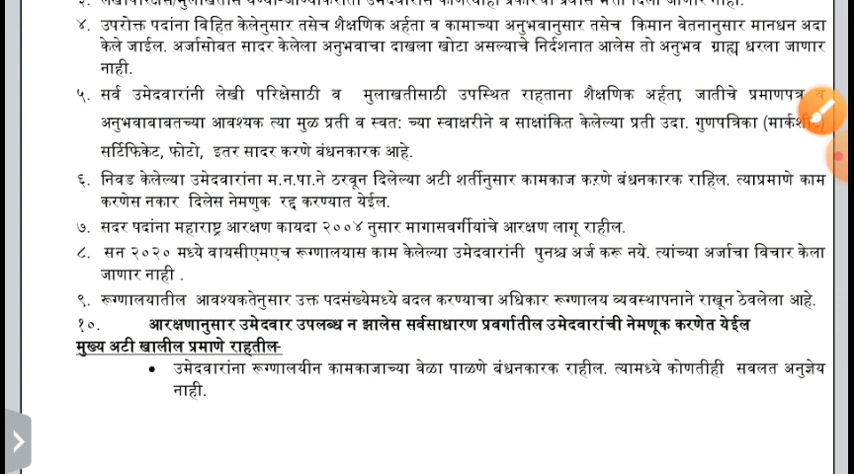 ४. उपरोक्त पदांना विहित केलेनुसार तसेच शैक्षणिक अर्हता व कामाच्या अनुभवानुसार तसेच किमान वेतनानुसार मानधन अदा
केले जाईल. अर्जासोबत सादर केलेला अनुभवाचा दाखला खोटा असल्याचे निर्दशनात आलेस तो अनुभव ग्राह्य धरला जाणार
नाही.
५. सर्व उमेदवारांनी लेखी परिक्षेसाठी व मुलाखतीसाठी उपस्थित राहताना शैक्षणिक अर्हता, जातीचे प्रमाणपत्र व
अनुभवाबाबतच्या आवश्यक त्या मुळ प्रती व स्वत: च्या स्वाक्षरीने व साक्षांकित केलेल्या प्रती उदा. गुणपत्रिका (मार्कशीट)
सर्टिफिकेट, फोटो, इतर सादर करणे बंधनकारक आहे.
६. निवड केलेल्या उमेदवारांना म.न.पा.ने ठरवून दिलेल्या अटी शर्तीनुसार कामकाज करणे बंधनकारक राहिल. त्याप्रमाणे काम
करणेस नकार दिलेस नेमणुक रद्द करण्यात येईल.
७. सदर पदांना महाराष्ट्र आरक्षण कायदा २००४ नुसार मागासवर्गीयांचे आरक्षण लागू राहील.
८. सन २०२० मध्ये वायसीएमएच रूग्णालयास काम केलेल्या उमेदवारांनी पुनश्च अर्ज करू नये. त्यांच्या अर्जाचा विचार केला
जाणार नाही .
९. रूग्णालयातील आवश्यकतेनुसार उक्त पदसंख्येमध्ये बदल करण्याचा अधिकार रूग्णालय व्यवस्थापनाने राखून ठेवलेला आहे.
१०. आरक्षणानुसार उमेदवार उपलब्ध न झालेस सर्वसाधारण प्रवर्गातील उमेदवारांची नेमणूक करणेत येईल
मुख्य अटी खालील प्रमाणे राहतील-
• उमेदवारांना रूग्णालयीन कामकाजाच्या वेळा पाळणे बंधनकारक राहील. त्यामध्ये कोणतीही सवलत अनुज्ञेय
नाही.